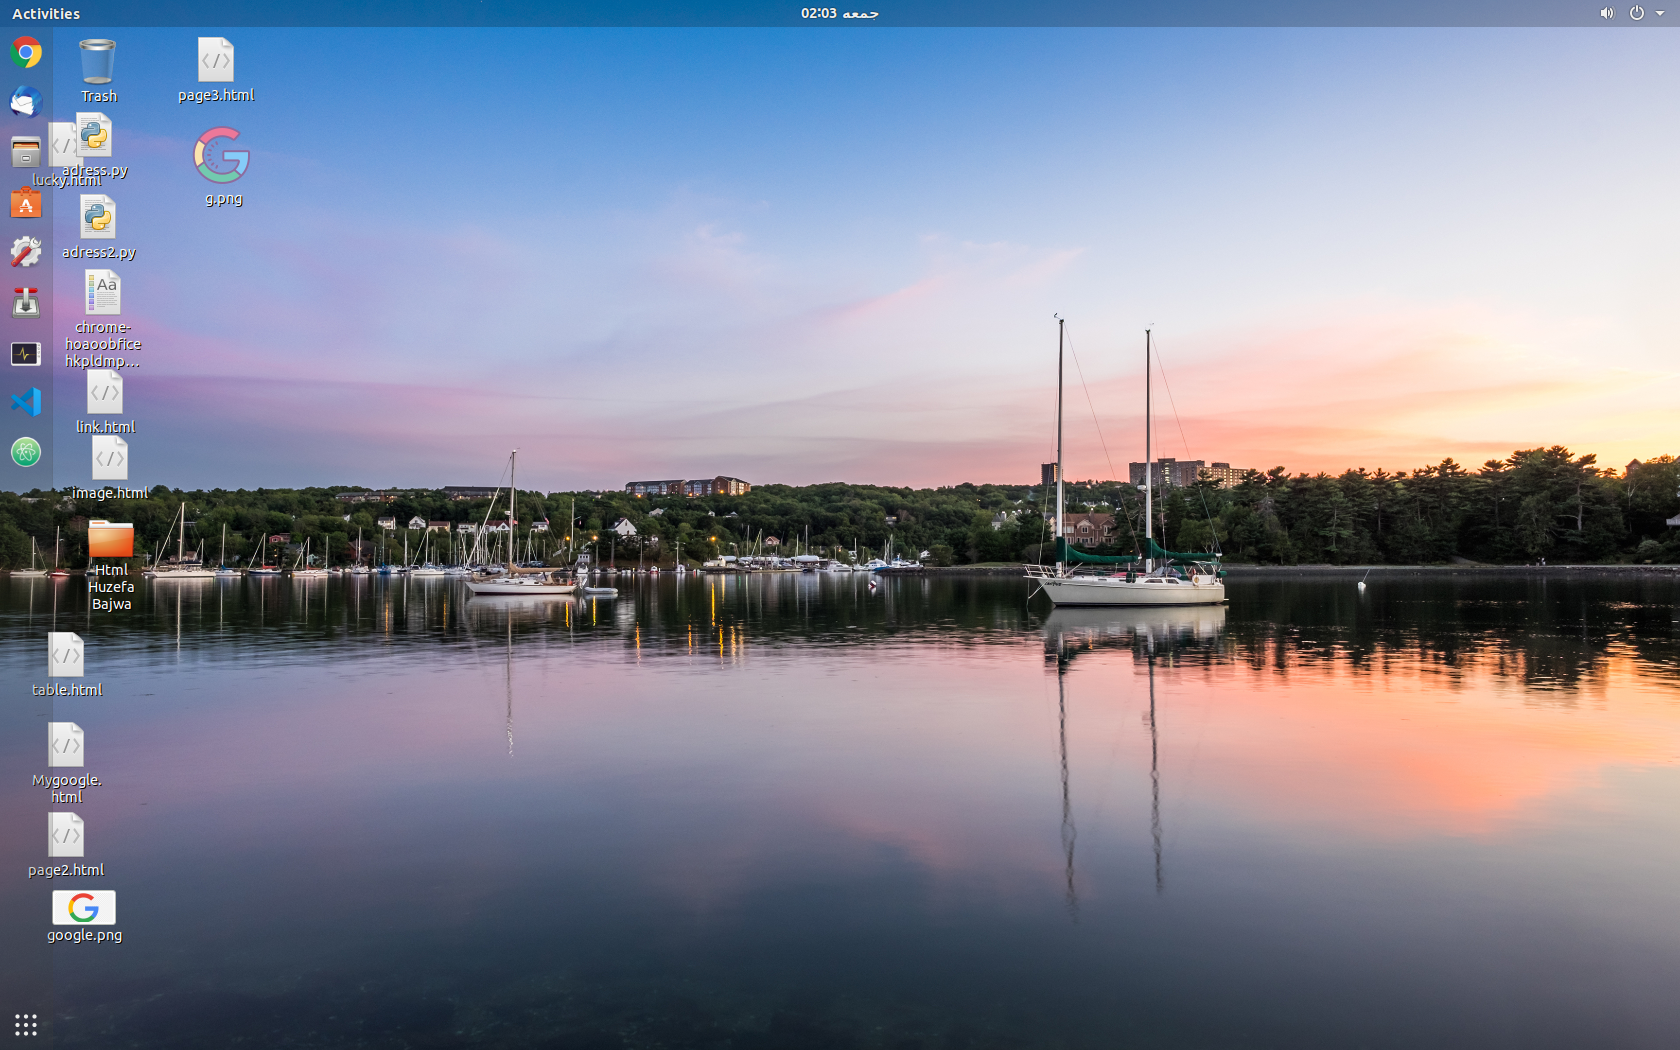 Activities
02:03 جمعه
Trash
page3.html
adress.py
lucky.html
g.png
adress2.py
Aa
chrome-
hoaoobfice
hkpldmp...
link.html
image.html
Html
Huzefa
Bajwa
table.html
Mygoogle.
html
page2.html
google.png